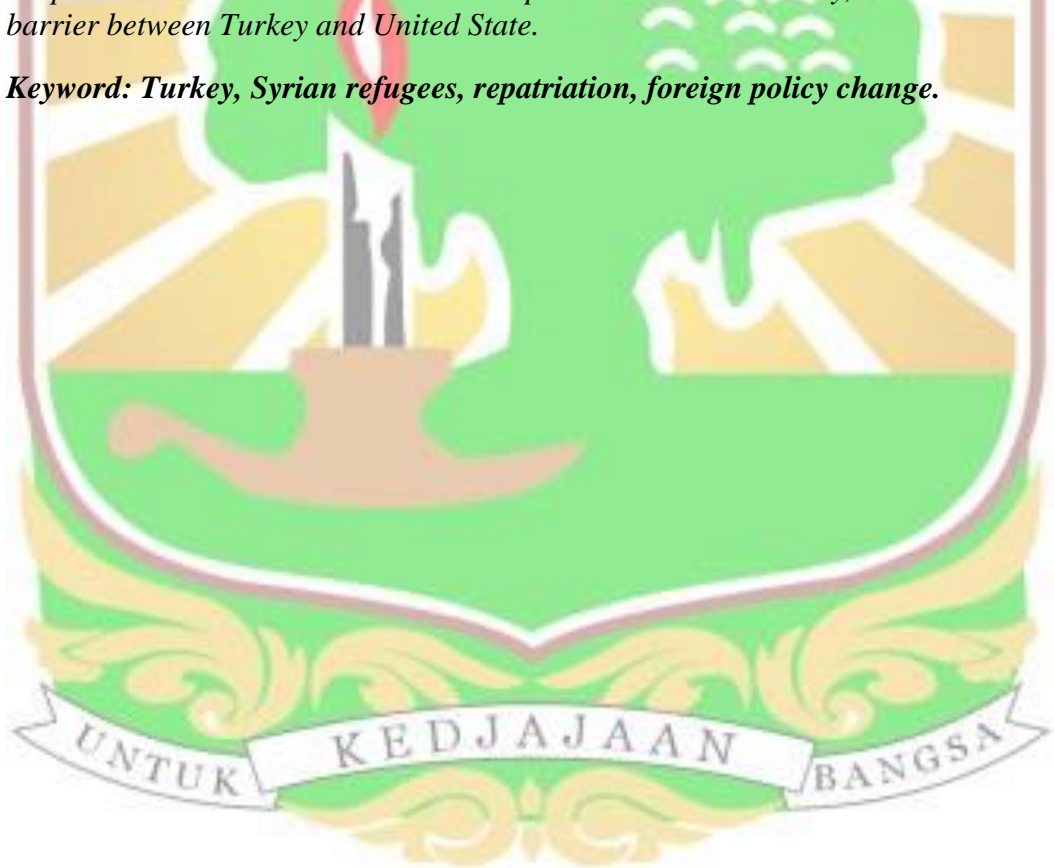 barrier between Turkey and United State.
Keyword: Turkey, Syrian refugees, repatriation, foreign policy change.
UNTUK KEDJAJAAN BANGSA